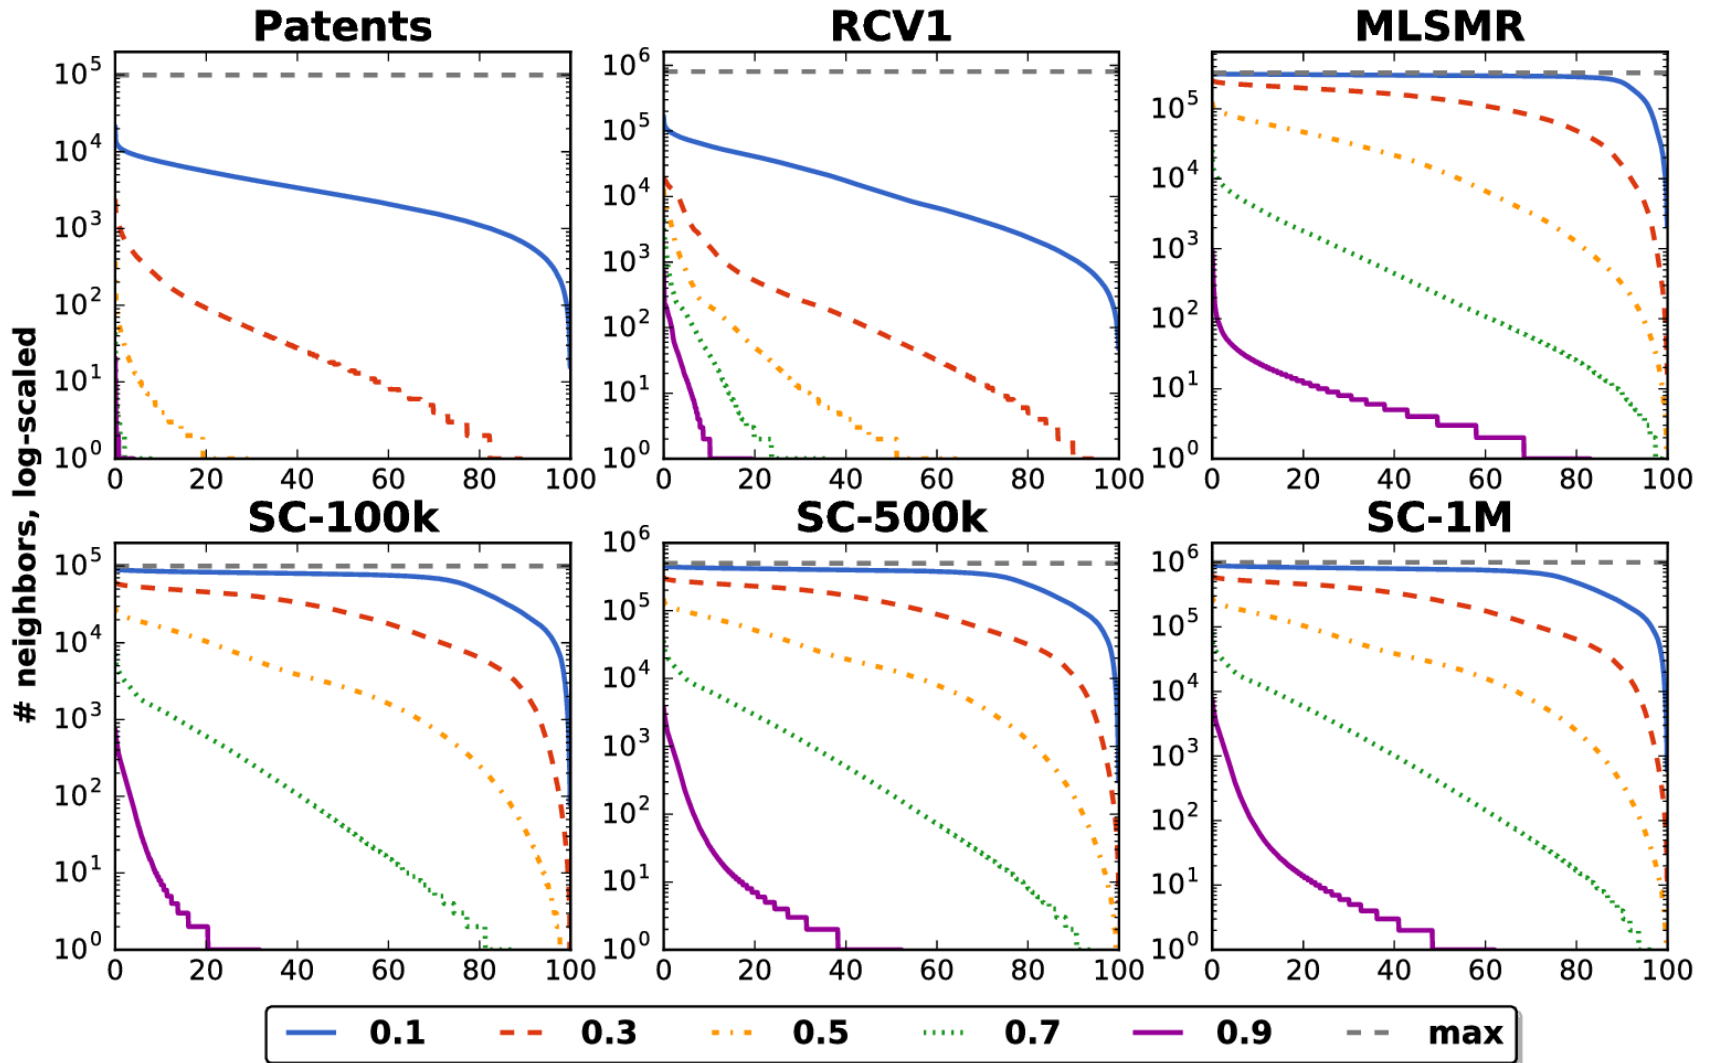 Patents RCV1 MLSMR
10^5 10^4 10^3 10^2 10^1 10^0
0 20 40 60 80 100
10^6 10^5 10^4 10^3 10^2 10^1 10^0
0 20 40 60 80 100
10^5 10^4 10^3 10^2 10^1 10^0
0 20 40 60 80 100
# neighbors, log-scaled
SC-100k SC-500k SC-1M
10^5 10^4 10^3 10^2 10^1 10^0
0 20 40 60 80 100
10^6 10^5 10^4 10^3 10^2 10^1 10^0
0 20 40 60 80 100
10^6 10^5 10^4 10^3 10^2 10^1 10^0
0 20 40 60 80 100
0.1 0.3 0.5 0.7 0.9 max